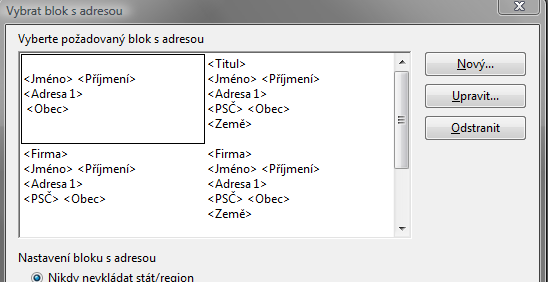 Vybrat blok s adresou
Vyberte požadovaný blok s adresou
<Jméno> <Příjmení>
<Adresa 1>
<Obec>
<Titul>
<Jméno> <Příjmení>
<Adresa 1>
<PSČ> <Obec>
<Země>
<Firma>
<Jméno> <Příjmení>
<Adresa 1>
<PSČ> <Obec>
<Firma>
<Jméno> <Příjmení>
<Adresa 1>
<PSČ> <Obec>
<Země>
Nový...
Upravit...
Odstranit
Nastavení bloku s adresou
Nikdy nevkládat stát/region